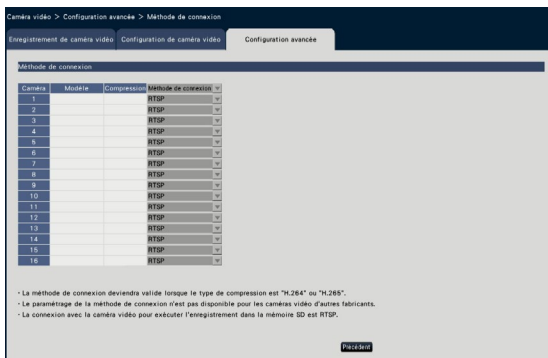 Caméra vidéo > Configuration avancée > Méthode de connexion
Enregistrement de caméra vidéo Configuration de caméra vidéo Configuration avancée
Méthode de connexion
Caméra Modèle Compression Méthode de connexion
1 RTSP
2 RTSP
3 RTSP
4 RTSP
5 RTSP
6 RTSP
7 RTSP
8 RTSP
9 RTSP
10 RTSP
11 RTSP
12 RTSP
13 RTSP
14 RTSP
15 RTSP
16 RTSP
· La méthode de connexion deviendra valide lorsque le type de compression est "H.264" ou "H.265".
· Le paramétrage de la méthode de connexion n'est pas disponible pour les caméras vidéo d'autres fabricants.
· La connexion avec la caméra vidéo pour exécuter l'enregistrement dans la mémoire SD est RTSP.
Précédent